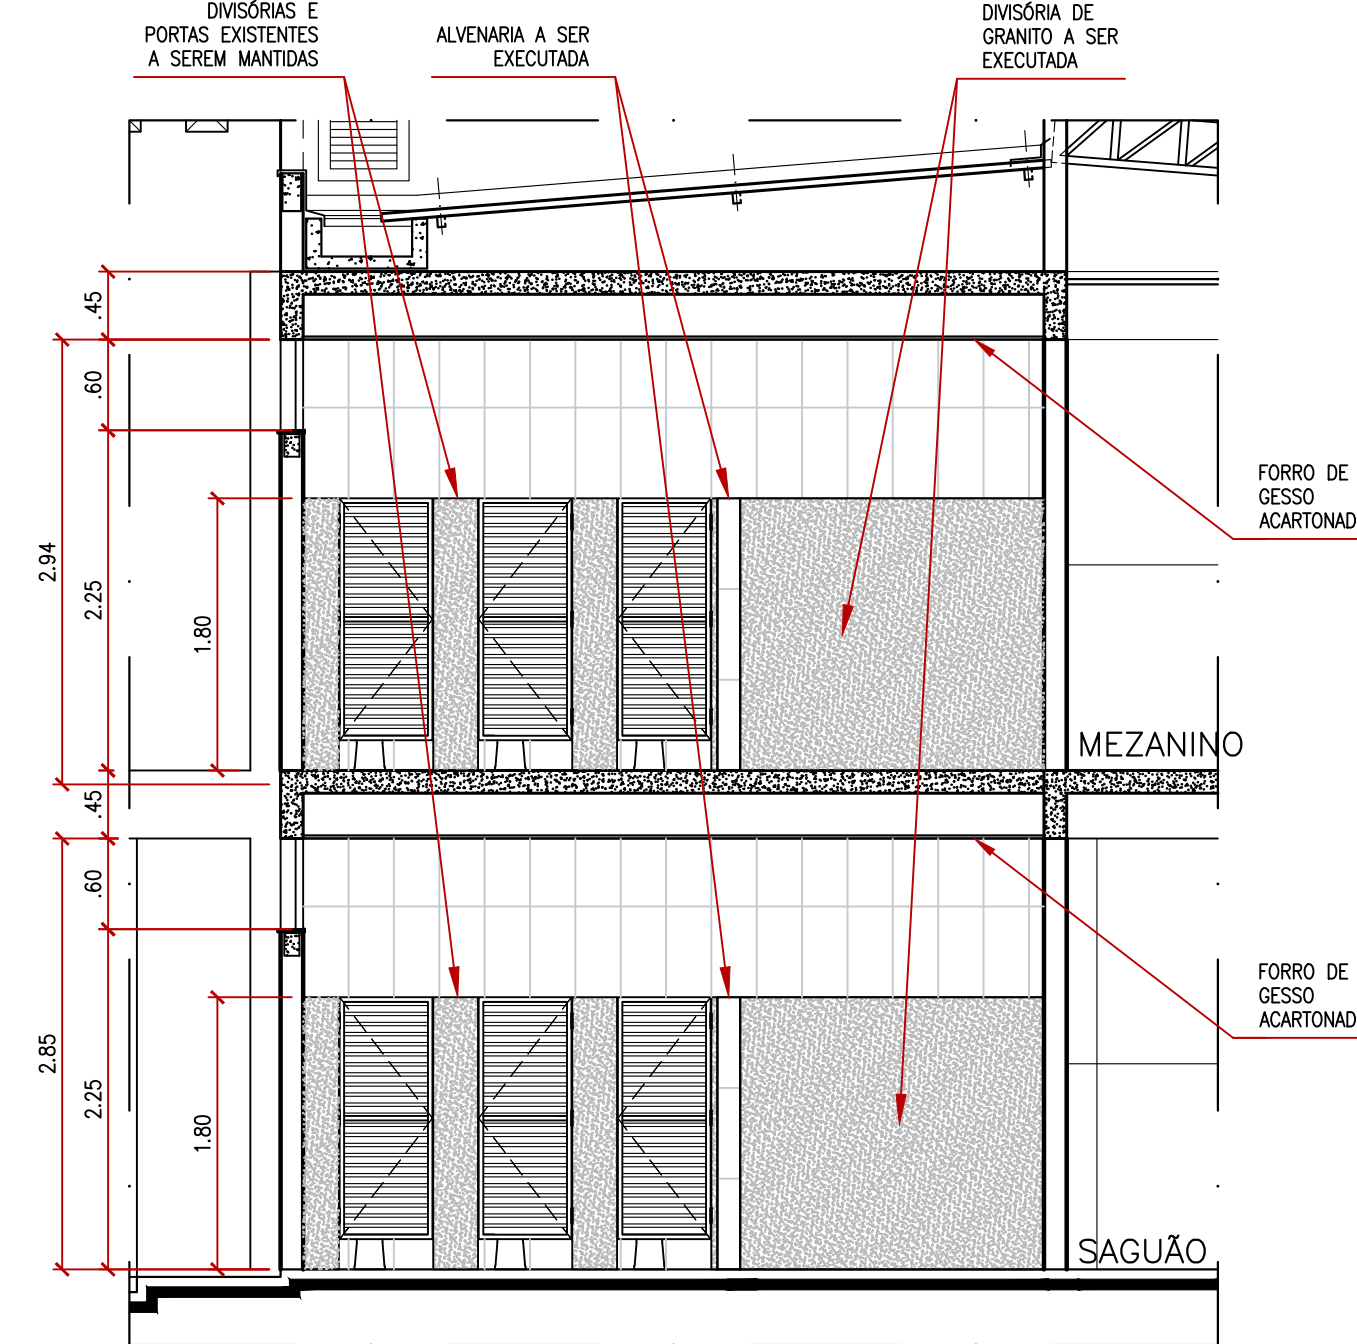 DIVISÓRIAS E
PORTAS EXISTENTES
A SEREM MANTIDAS
ALVENARIA A SER
EXECUTADA
DIVISÓRIA DE
GRANITO A SER
EXECUTADA
.45
.60
2.94
2.25
1.80
FORRO DE
GESSO
ACARTONAD
MEZANINO
.45
.60
2.85
2.25
1.80
FORRO DE
GESSO
ACARTONAD
SAGUÃO